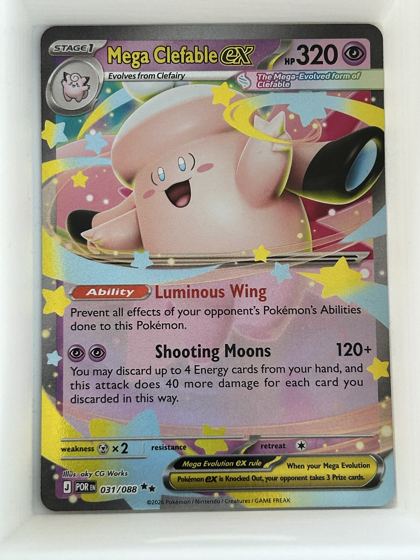 STAGE 1 Mega Clefable ex HP 320
Evolves from Clefairy
The Mega-Evolved form of
Clefable
Ability Luminous Wing
Prevent all effects of your opponent's Pokémon's Abilities
done to this Pokémon.
Shooting Moons 120+
You may discard up to 4 Energy cards from your hand, and
this attack does 40 more damage for each card you
discarded in this way.
weakness ×2 resistance retreat
Mega Evolution ex rule When your Mega Evolution
Pokémon ex is Knocked Out, your opponent takes 3 Prize cards.
Illus. aky CG Works
J POR EN 031/088
©2026 Pokémon / Nintendo / Creatures / GAME FREAK